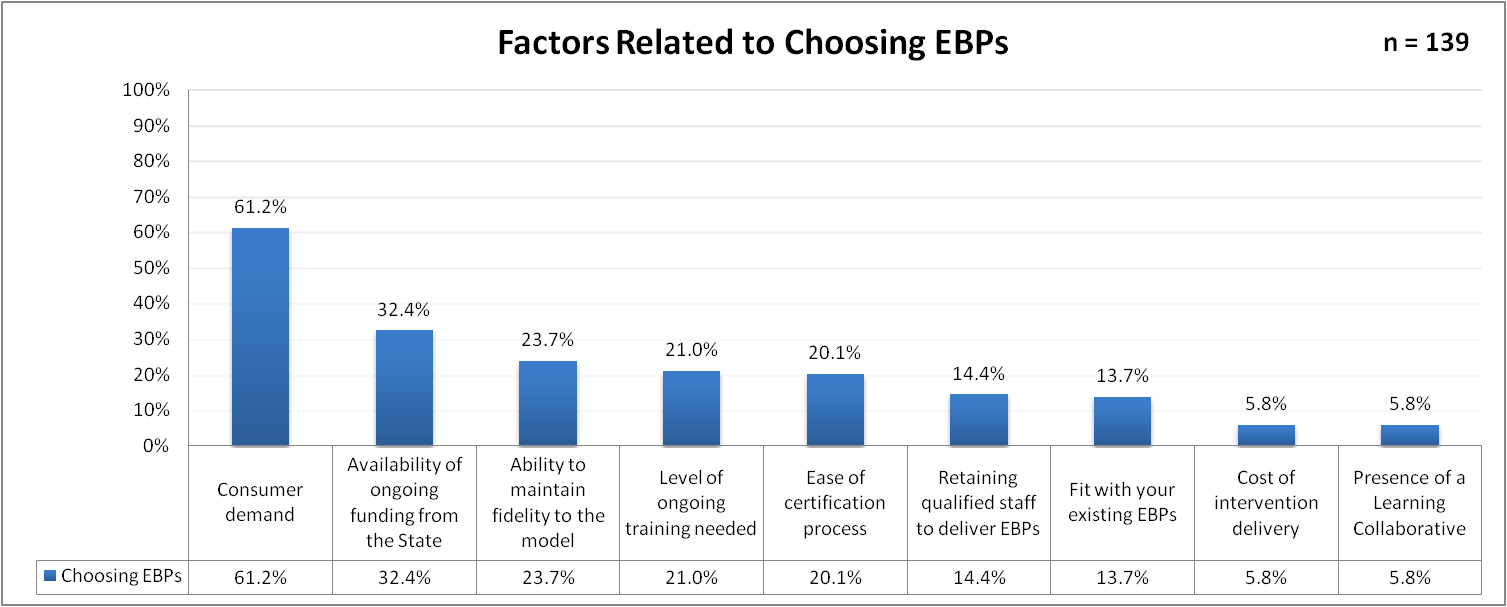 Factors Related to Choosing EBPs
n = 139
100%
90%
80%
70%
60%
50%
40%
30%
20%
10%
0%
61.2%
32.4%
23.7%
21.0%
20.1%
14.4%
13.7%
5.8%
5.8%
Consumer
demand
Availability of
ongoing
funding from
the State
Ability to
maintain
fidelity to the
model
Level of
ongoing
training needed
Ease of
certification
process
Retaining
qualified staff
to deliver EBPs
Fit with your
existing EBPs
Cost of
intervention
delivery
Presence of a
Learning
Collaborative
Choosing EBPs 61.2% 32.4% 23.7% 21.0% 20.1% 14.4% 13.7% 5.8% 5.8%